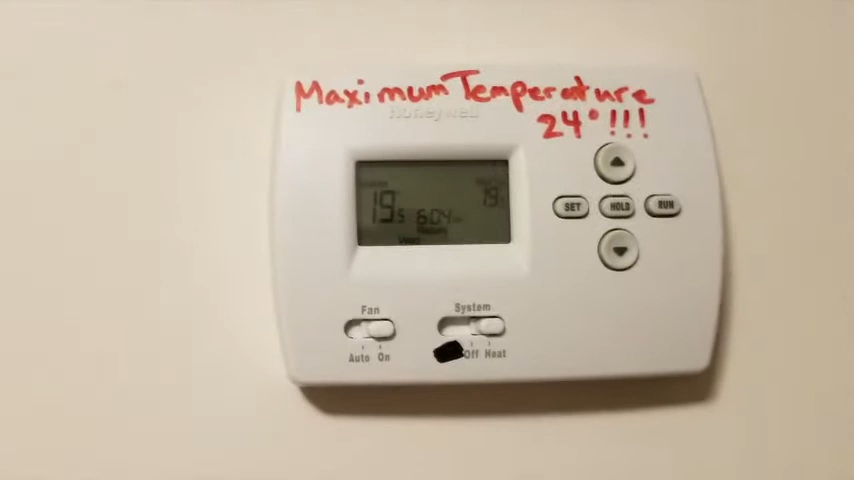 Maximum Temperature
Honeywell
24° !!!
19.5 6:04
19
SET HOLD RUN
Fan
System
Auto On
Off Heat